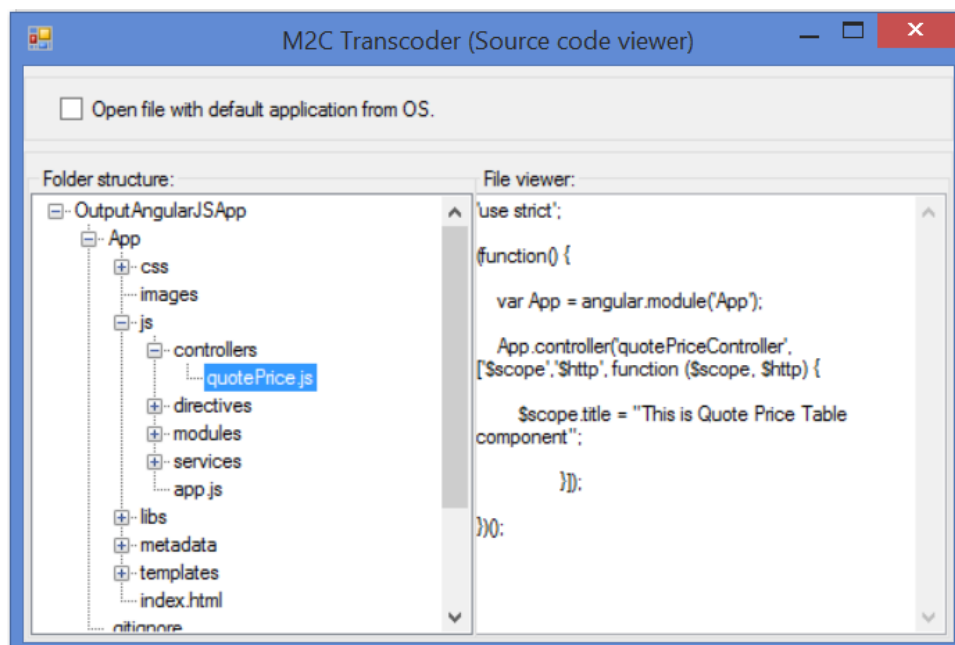 M2C Transcoder (Source code viewer)
Open file with default application from OS.
Folder structure:
OutputAngularJSApp
App
css
images
js
controllers
quotePrice.js
directives
modules
services
app.js
libs
metadata
templates
index.html
.gitignore
File viewer:
'use strict';
(function() {
var App = angular.module('App');
App.controller('quotePriceController',
['$scope','$http', function ($scope, $http) {
$scope.title = "This is Quote Price Table
component";
}]);
})();